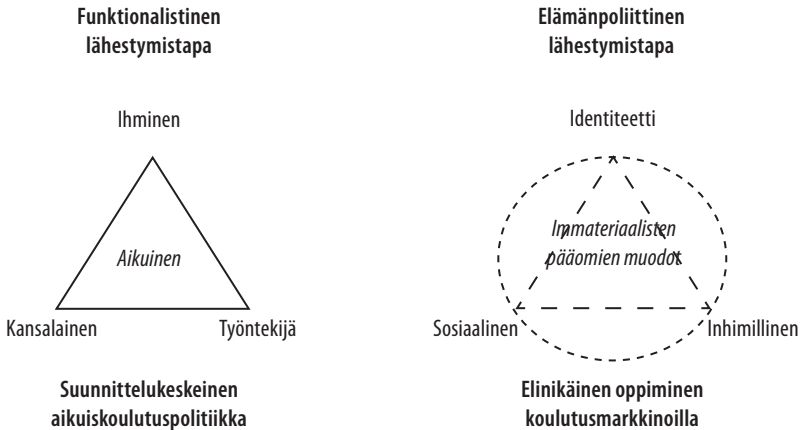 Funktionalistinen
lähestymistapa
Ihminen
Aikuinen
Kansalainen
Työntekijä
Suunnittelukeskeinen
aikuiskoulutuspolitiikka
Elämänpoliittinen
lähestymistapa
Identiteetti
Immateriaalisten
pääomien muodot
Sosiaalinen
Inhimillinen
Elinikäinen oppiminen
koulutusmarkkinoilla